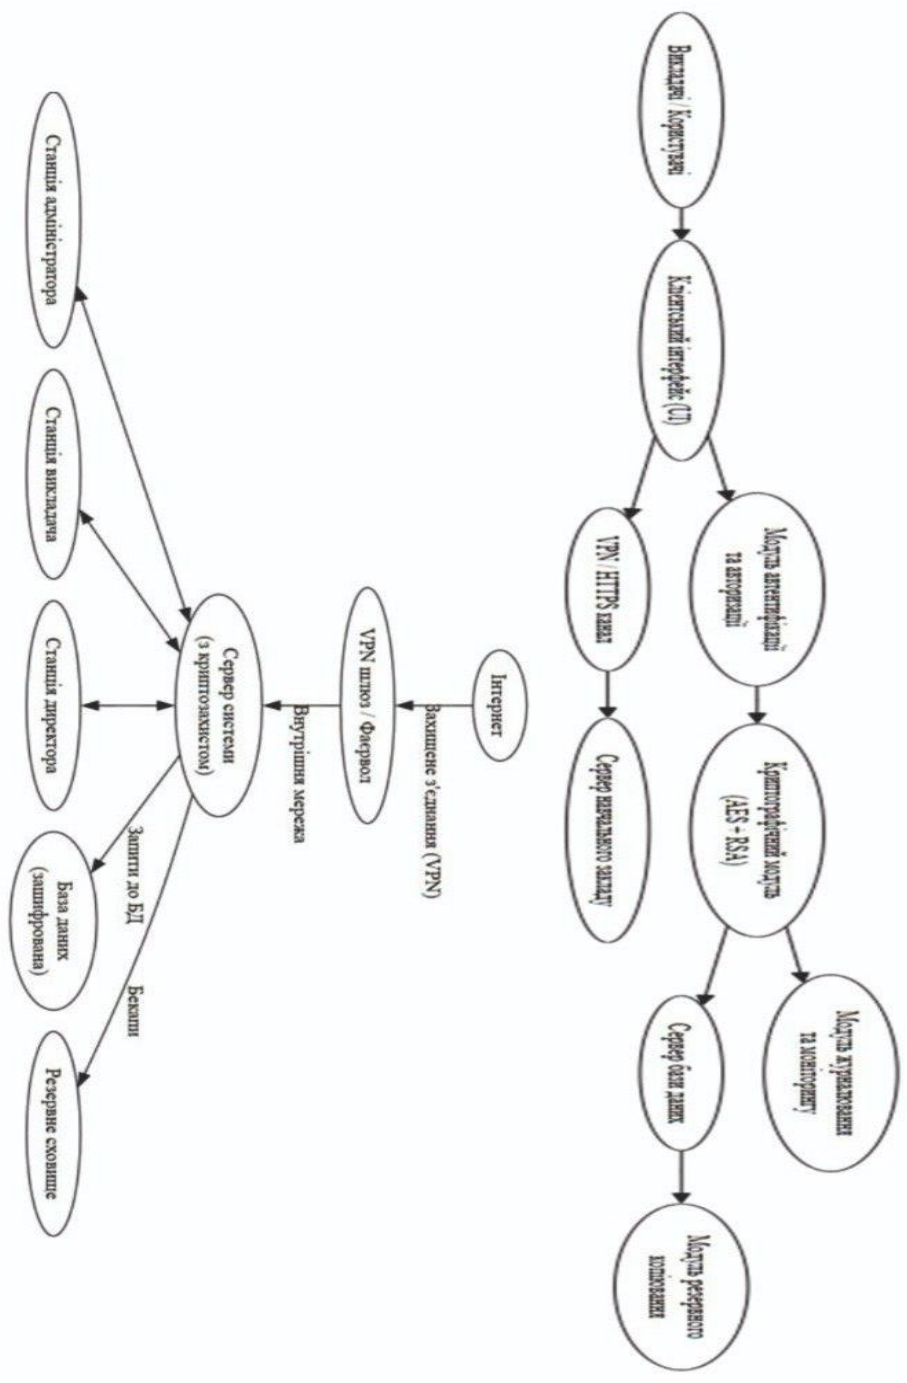 Викладачі / Користувачі
Клієнтський інтерфейс (UI)
Модуль автентифікації
та авторизації
VPN / HTTPS канал
Криптографічний модуль
(AES + RSA)
Сервер навчального закладу
Модуль журналювання
та моніторингу
Сервер бази даних
Модуль резервного
копіювання
Інтернет
Захищене з'єднання (VPN)
VPN шлюз / Фаєрвол
Внутрішня мережа
Сервер системи
(з криптозахистом)
Запити до БД
Бекапи
Станція адміністратора
Станція викладача
Станція директора
База даних
(зашифрована)
Резервне сховище